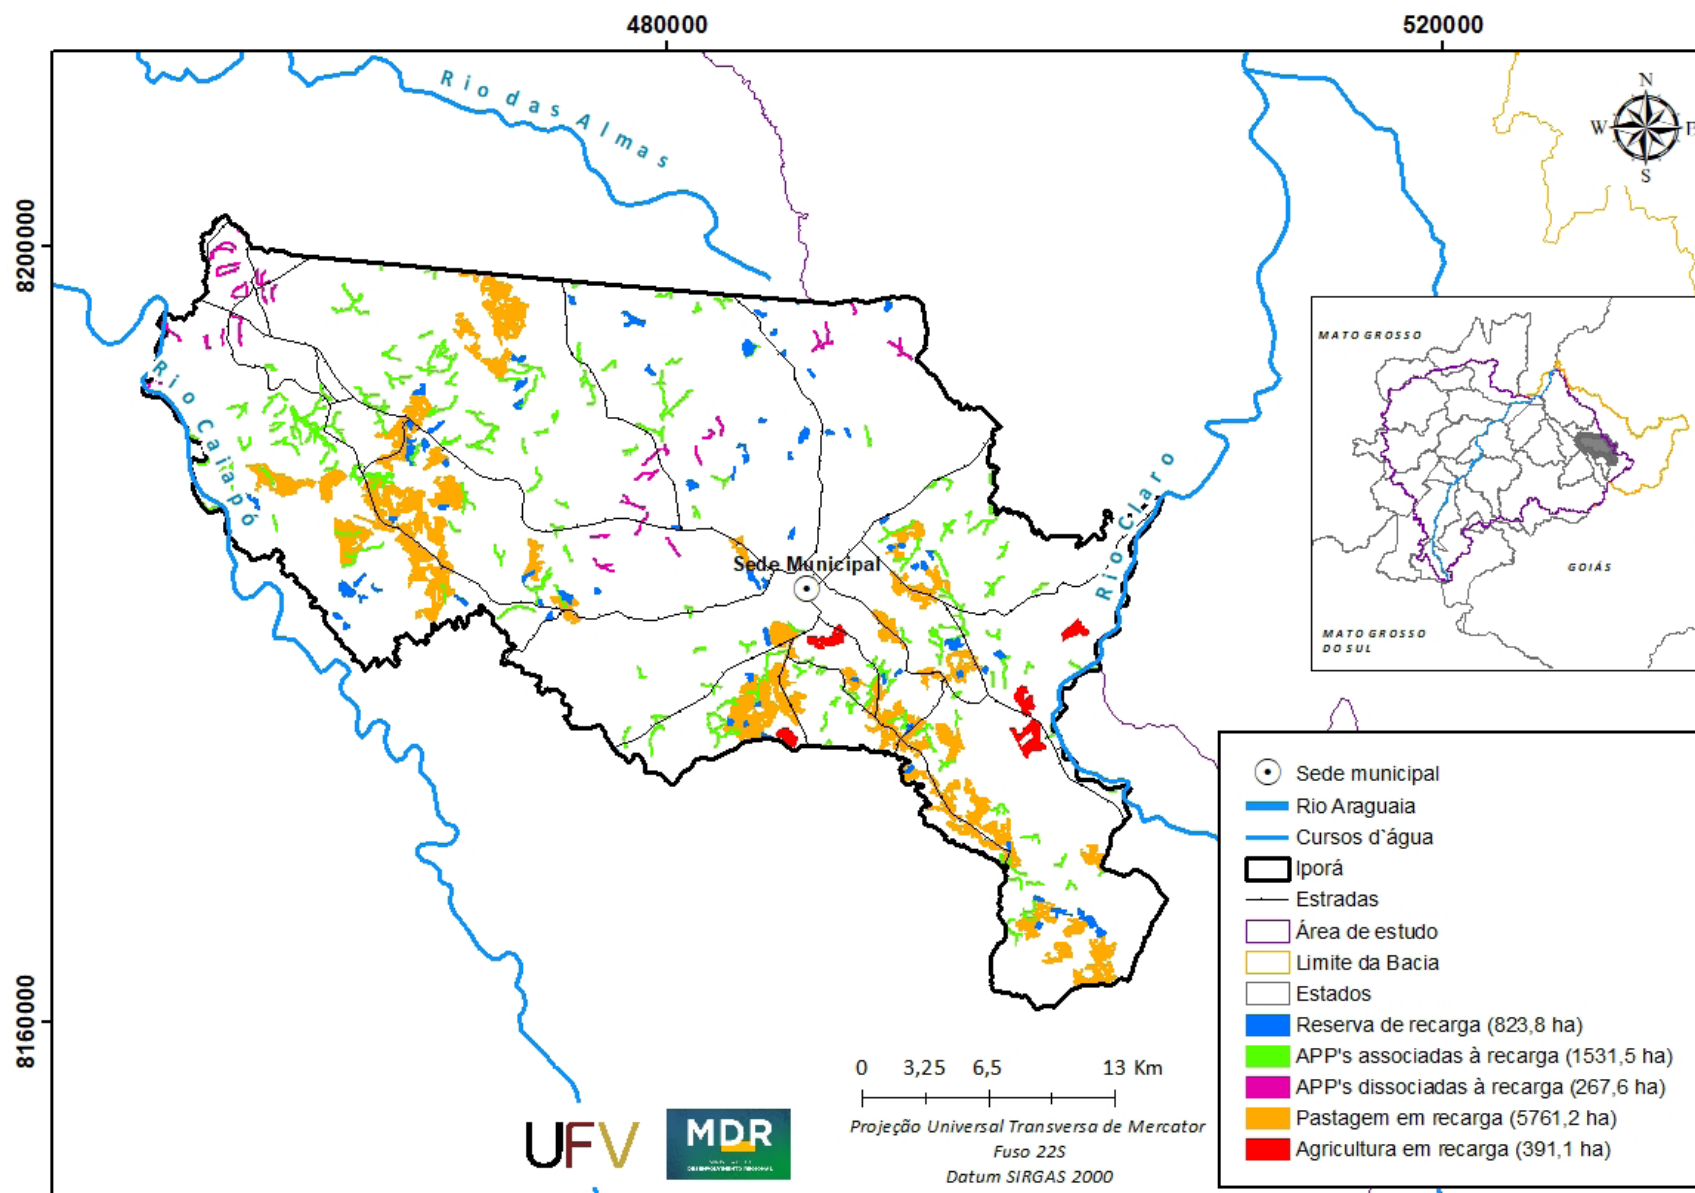 480000
520000
8200000
8160000
Rio das Almas
N
W
E
S
Rio Caiapó
Rio Claro
Sede Municipal
MATO GROSSO
GOIÁS
MATO GROSSO
DO SUL
Sede municipal
Rio Araguaia
Cursos d`água
Iporá
Estradas
Área de estudo
Limite da Bacia
Estados
Reserva de recarga (823,8 ha)
APP's associadas à recarga (1531,5 ha)
APP's dissociadas à recarga (267,6 ha)
Pastagem em recarga (5761,2 ha)
Agricultura em recarga (391,1 ha)
0 3,25 6,5 13 Km
Projeção Universal Transversa de Mercator
Fuso 22S
Datum SIRGAS 2000
UFV
MDR
DESENVOLVIMENTO REGIONAL